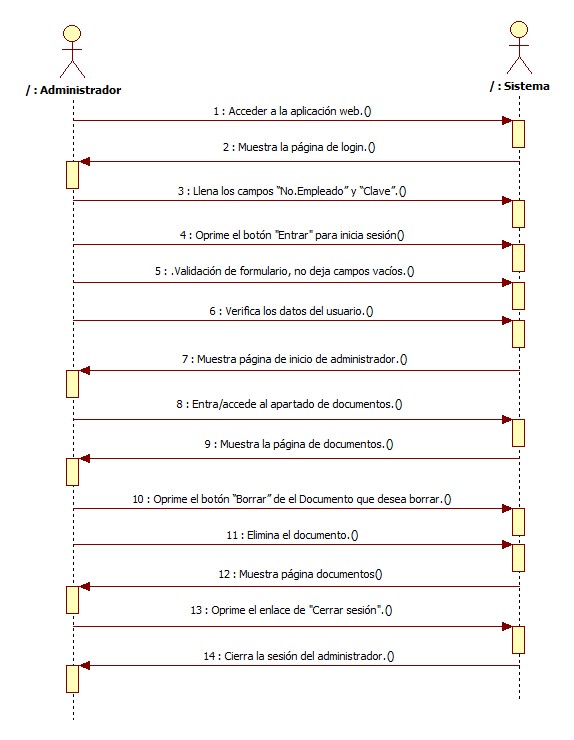 / : Administrador
/ : Sistema
1 : Acceder a la aplicación web.()
2 : Muestra la página de login.()
3 : Llena los campos “No.Empleado” y “Clave”.()
4 : Oprime el botón "Entrar" para inicia sesión()
5 : .Validación de formulario, no deja campos vacíos.()
6 : Verifica los datos del usuario.()
7 : Muestra página de inicio de administrador.()
8 : Entra/accede al apartado de documentos.()
9 : Muestra la página de documentos.()
10 : Oprime el botón “Borrar” de el Documento que desea borrar.()
11 : Elimina el documento.()
12 : Muestra página documentos()
13 : Oprime el enlace de "Cerrar sesión".()
14 : Cierra la sesión del administrador.()